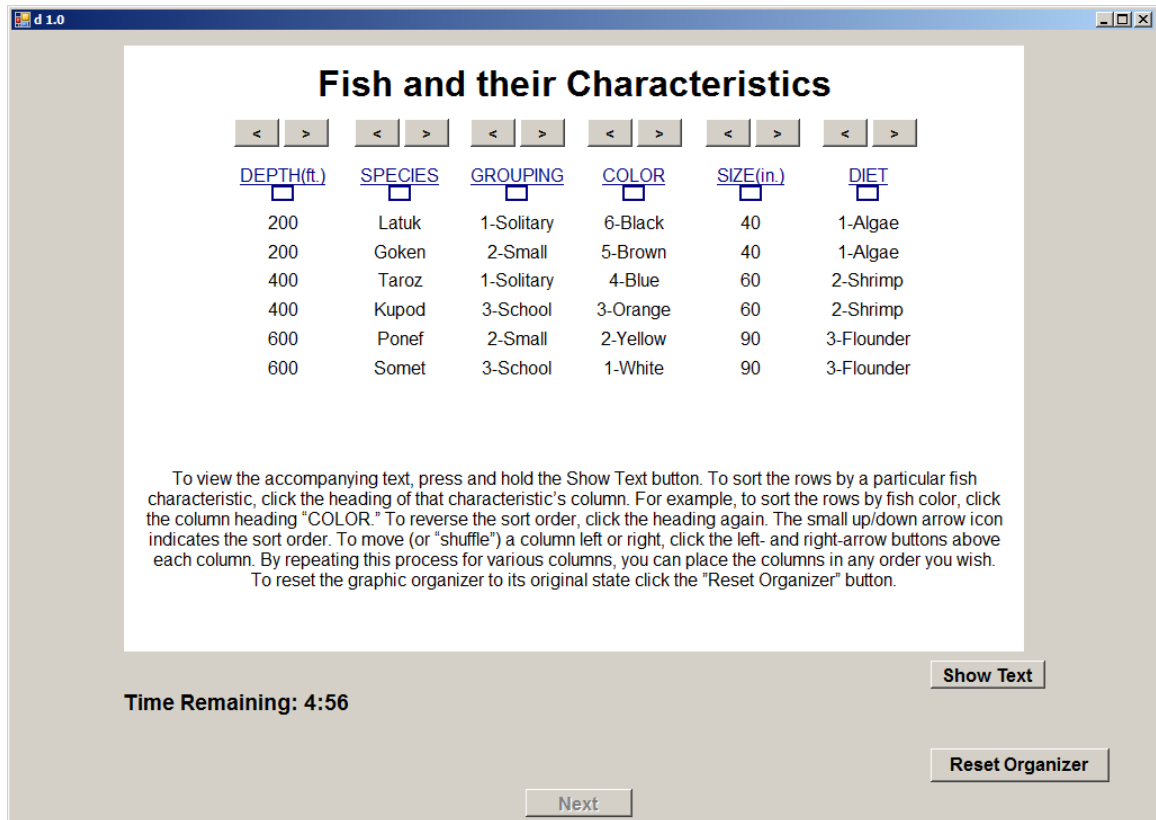 d 1.0
Fish and their Characteristics
< > < > < > < > < > < >
DEPTH(ft.) SPECIES GROUPING COLOR SIZE(in.) DIET
200 Latuk 1-Solitary 6-Black 40 1-Algae
200 Goken 2-Small 5-Brown 40 1-Algae
400 Taroz 1-Solitary 4-Blue 60 2-Shrimp
400 Kupod 3-School 3-Orange 60 2-Shrimp
600 Ponef 2-Small 2-Yellow 90 3-Flounder
600 Somet 3-School 1-White 90 3-Flounder
To view the accompanying text, press and hold the Show Text button. To sort the rows by a particular fish
characteristic, click the heading of that characteristic’s column. For example, to sort the rows by fish color, click
the column heading “COLOR.” To reverse the sort order, click the heading again. The small up/down arrow icon
indicates the sort order. To move (or “shuffle”) a column left or right, click the left- and right-arrow buttons above
each column. By repeating this process for various columns, you can place the columns in any order you wish.
To reset the graphic organizer to its original state click the ”Reset Organizer” button.
Show Text
Time Remaining: 4:56
Reset Organizer
Next